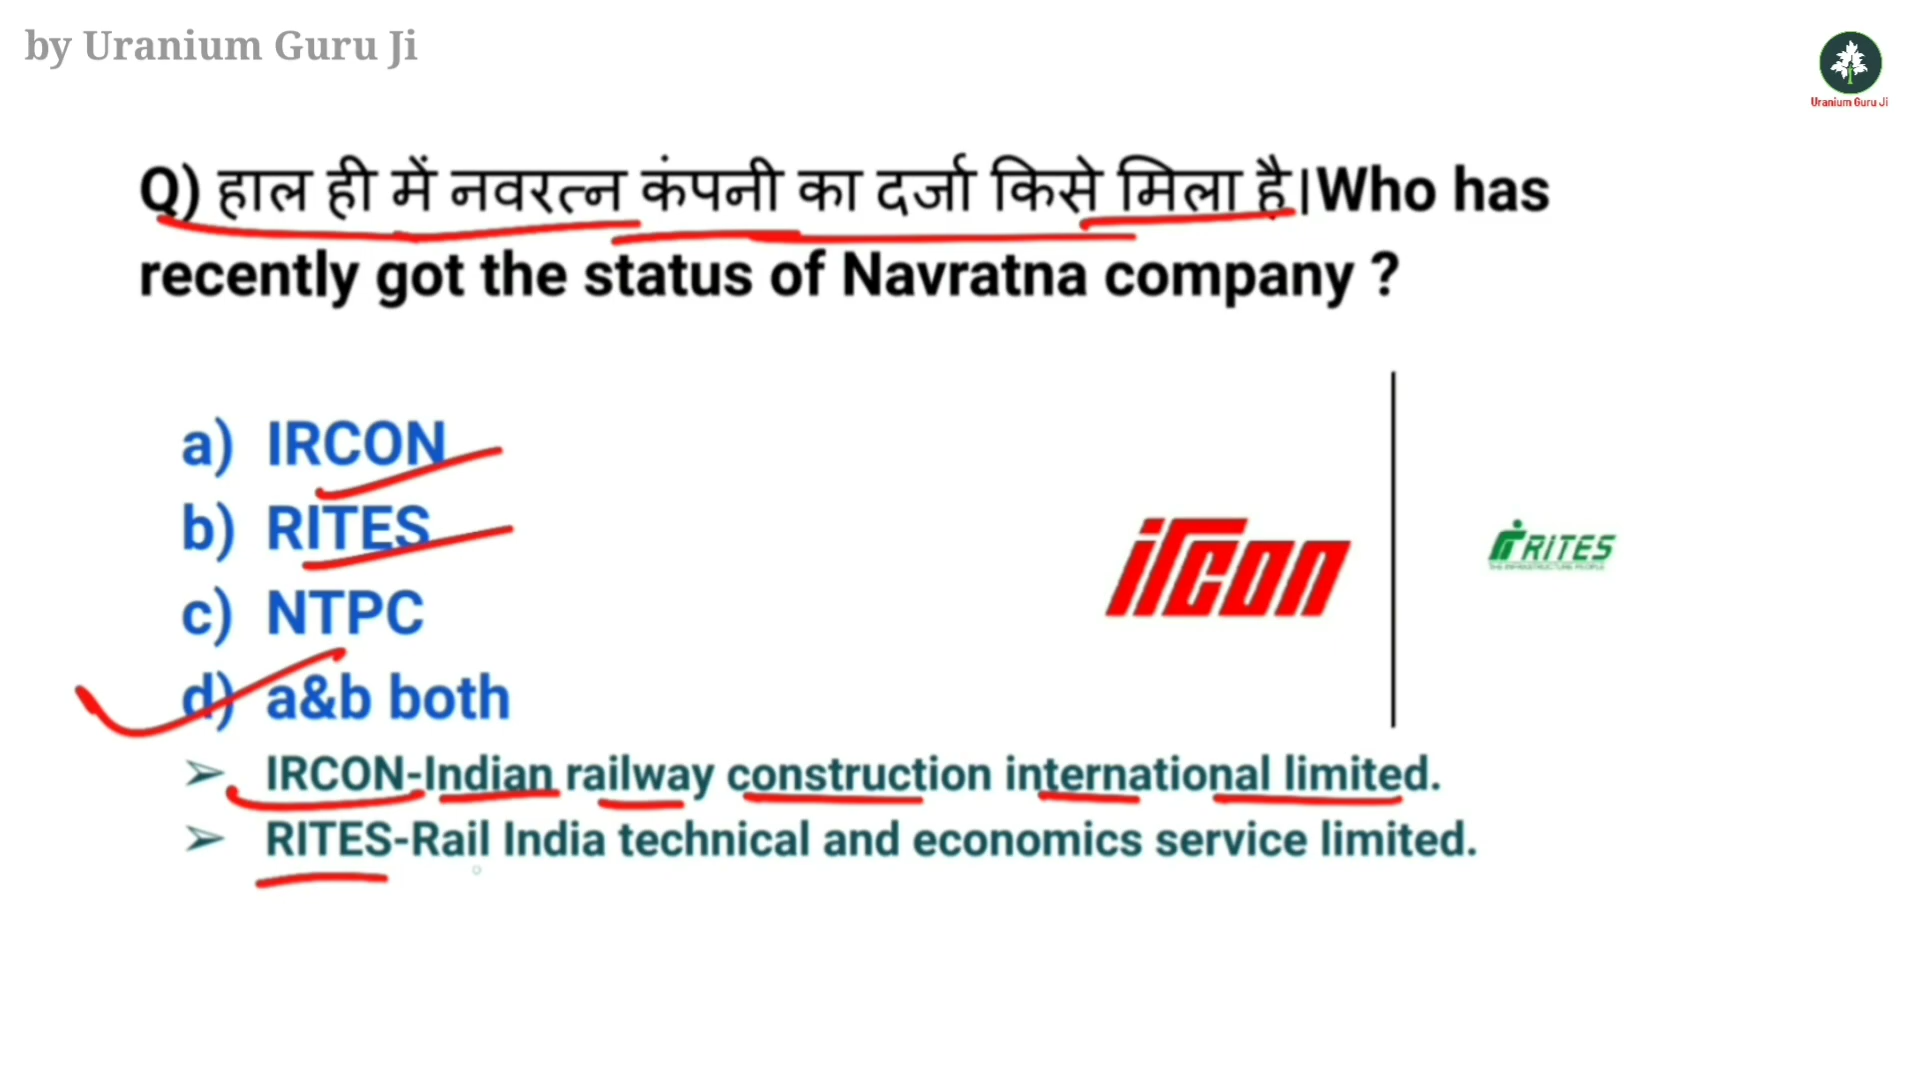 by Uranium Guru Ji
Uranium Guru Ji
Q) हाल ही में नवरत्न कंपनी का दर्जा किसे मिला है।Who has
recently got the status of Navratna company ?
a) IRCON
b) RITES
c) NTPC
d) a&b both
ircon
RITES
➢ IRCON-Indian railway construction international limited.
➢ RITES-Rail India technical and economics service limited.